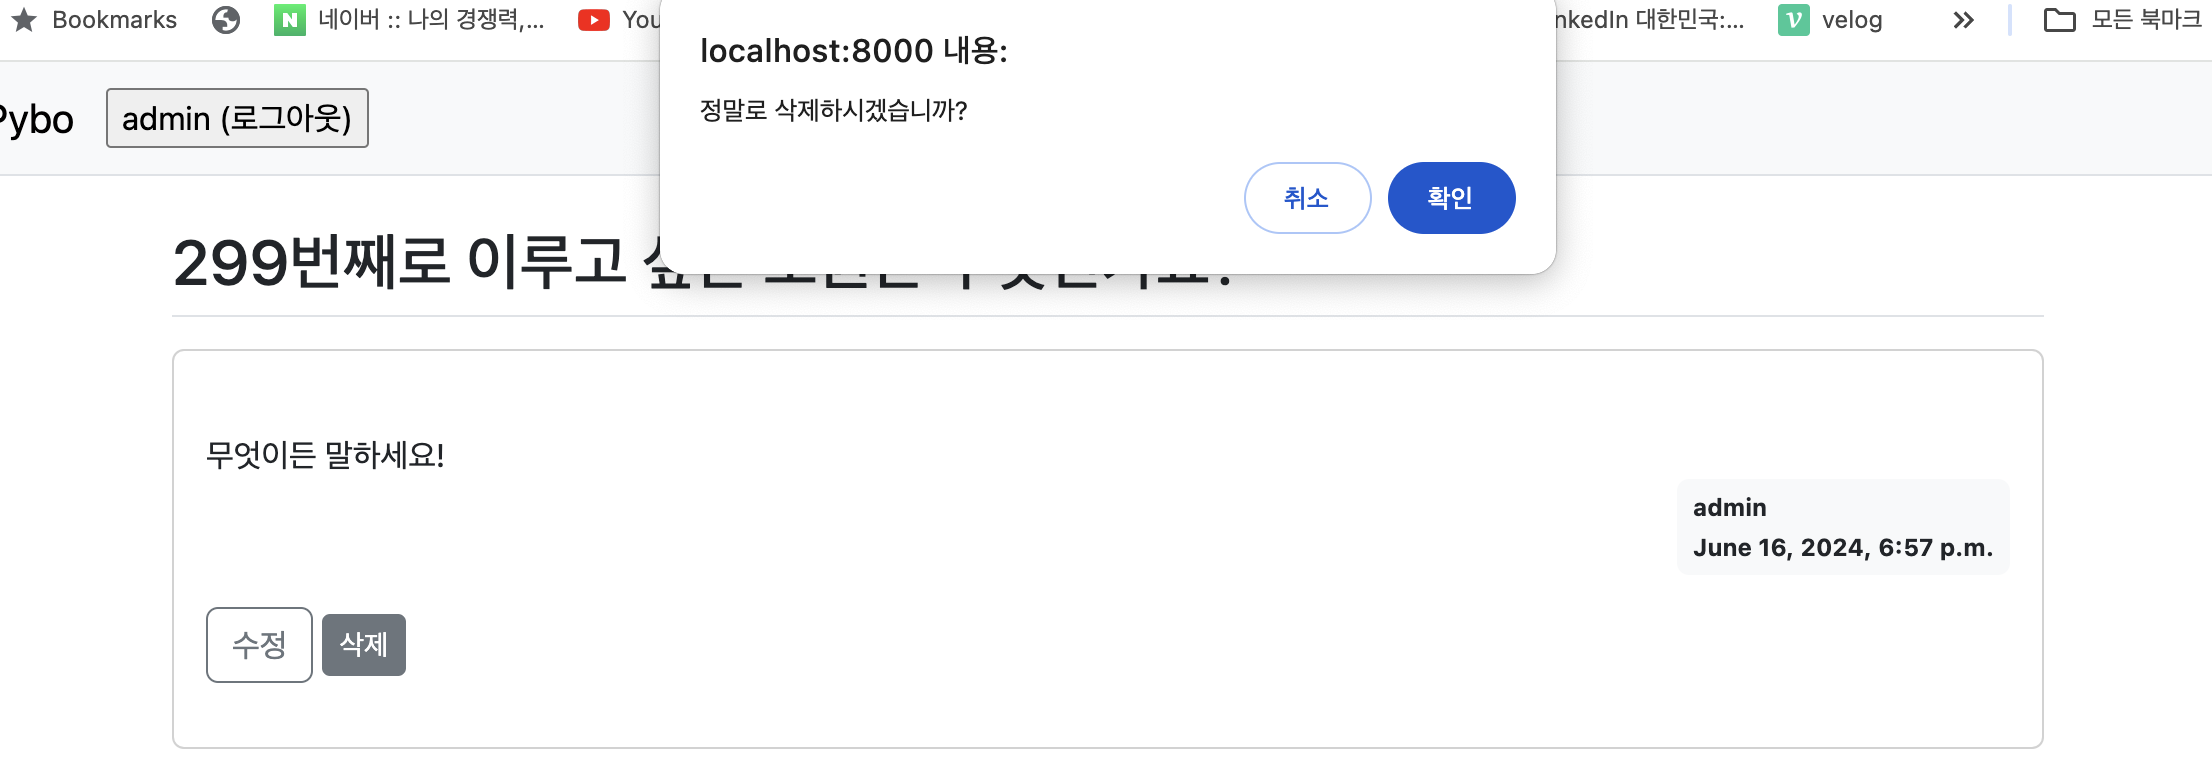 Bookmarks
네이버 :: 나의 경쟁력,...
You
nkedIn 대한민국:...
velog
모든 북마크
localhost:8000 내용:
정말로 삭제하시겠습니까?
취소
확인
Pybo
admin (로그아웃)
299번째로 이루고
무엇이든 말하세요!
admin
June 16, 2024, 6:57 p.m.
수정
삭제